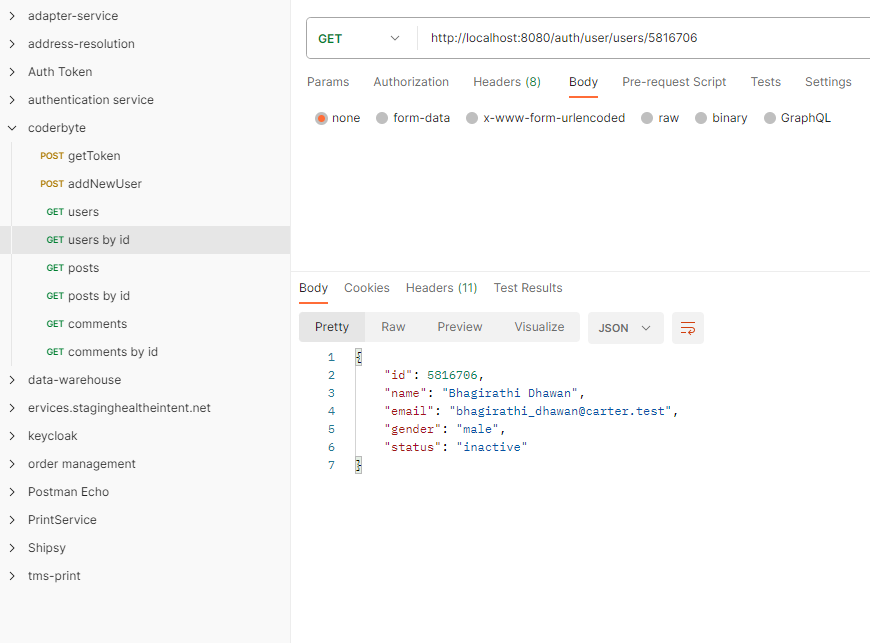 adapter-service
address-resolution
Auth Token
authentication service
coderbyte
POST getToken
POST addNewUser
GET users
GET users by id
GET posts
GET posts by id
GET comments
GET comments by id
data-warehouse
ervices.staginghealtheintent.net
keycloak
order management
Postman Echo
PrintService
Shipsy
tms-print
GET http://localhost:8080/auth/user/users/5816706
Params Authorization Headers (8) Body Pre-request Script Tests Settings
none form-data x-www-form-urlencoded raw binary GraphQL
Body Cookies Headers (11) Test Results
Pretty Raw Preview Visualize JSON
1 {
2 "id": 5816706,
3 "name": "Bhagirathi Dhawan",
4 "email": "bhagirathi_dhawan@carter.test",
5 "gender": "male",
6 "status": "inactive"
7 }